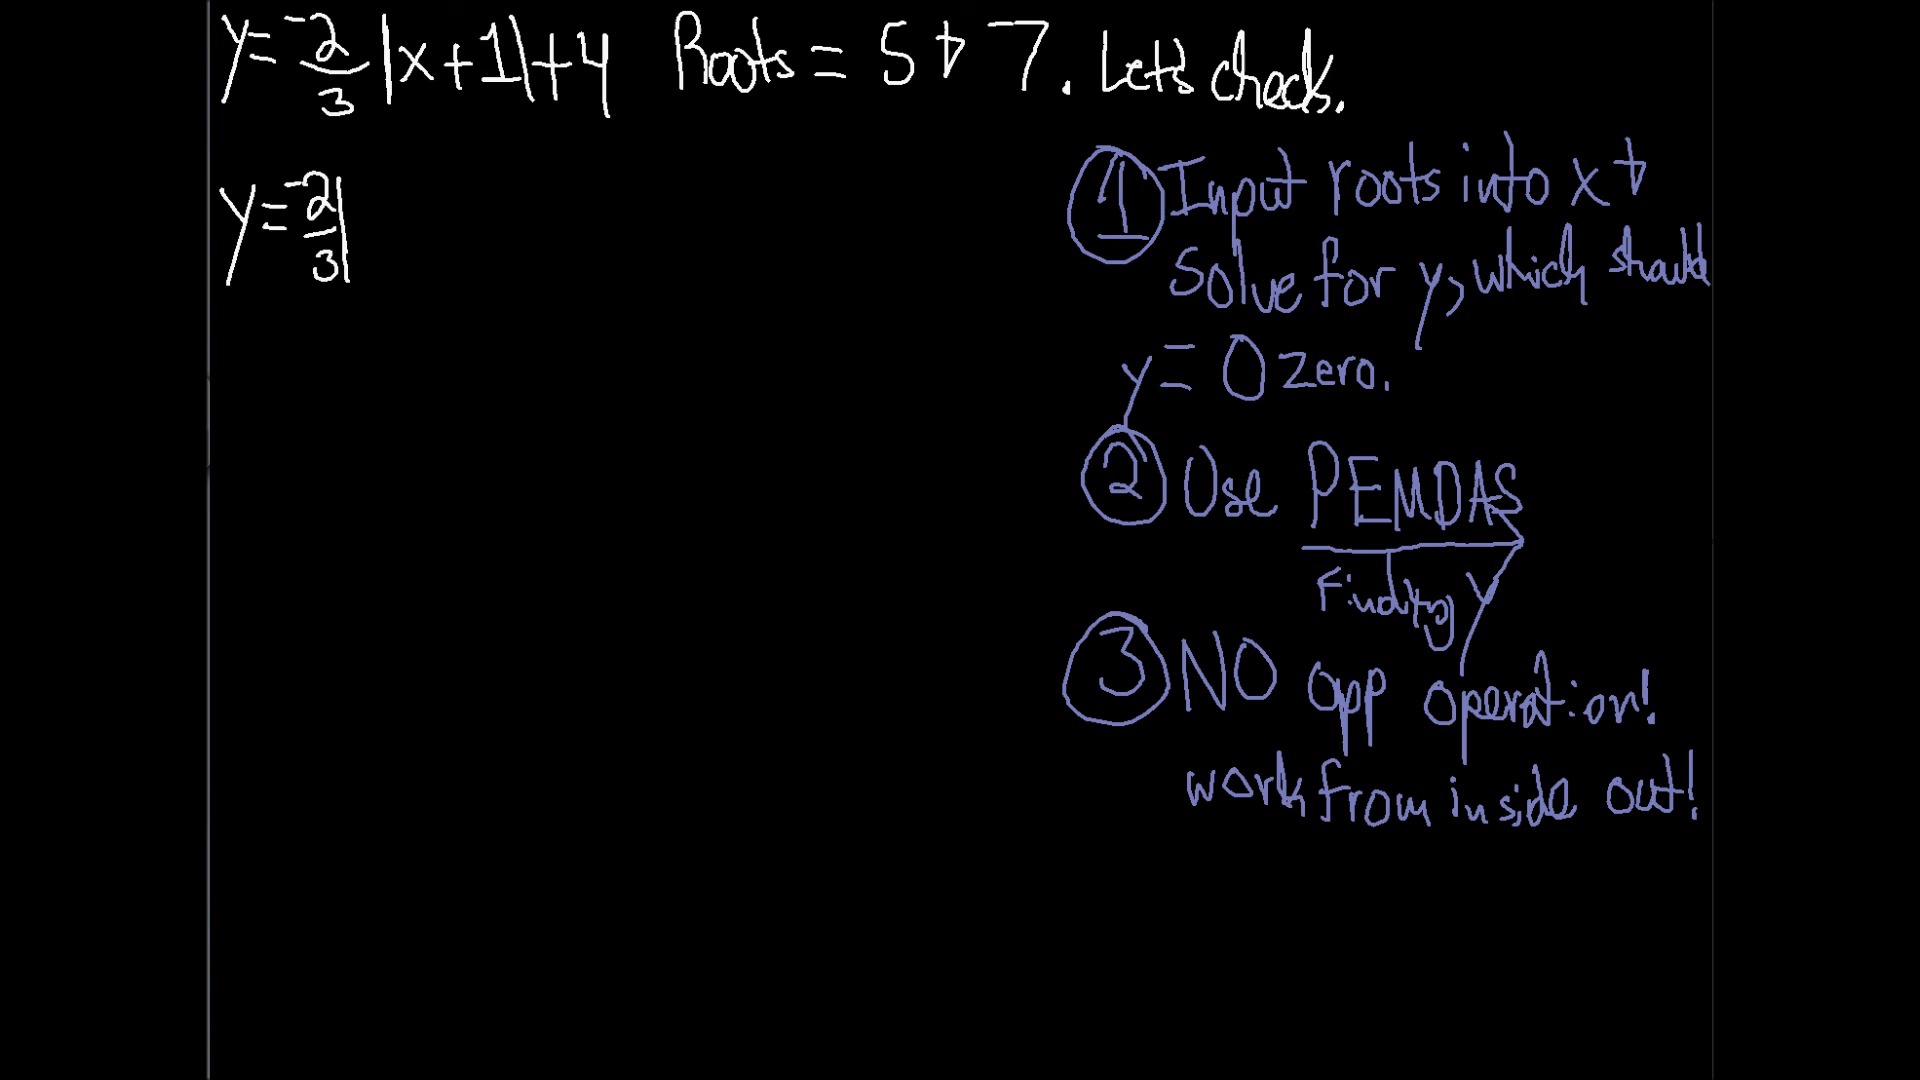 y = -2/3 |x+1| + 4 Roots = 5 + -7. Let's check.
y = -2/3 |
① Input roots into x +
solve for y, which should
y = 0 zero.
② Use PEMDAS
Finding y
③ NO opp operation!
work from inside out!